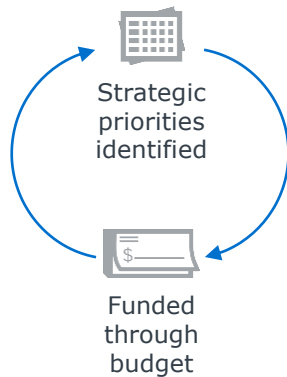 Strategic
priorities
identified
$
Funded
through
budget